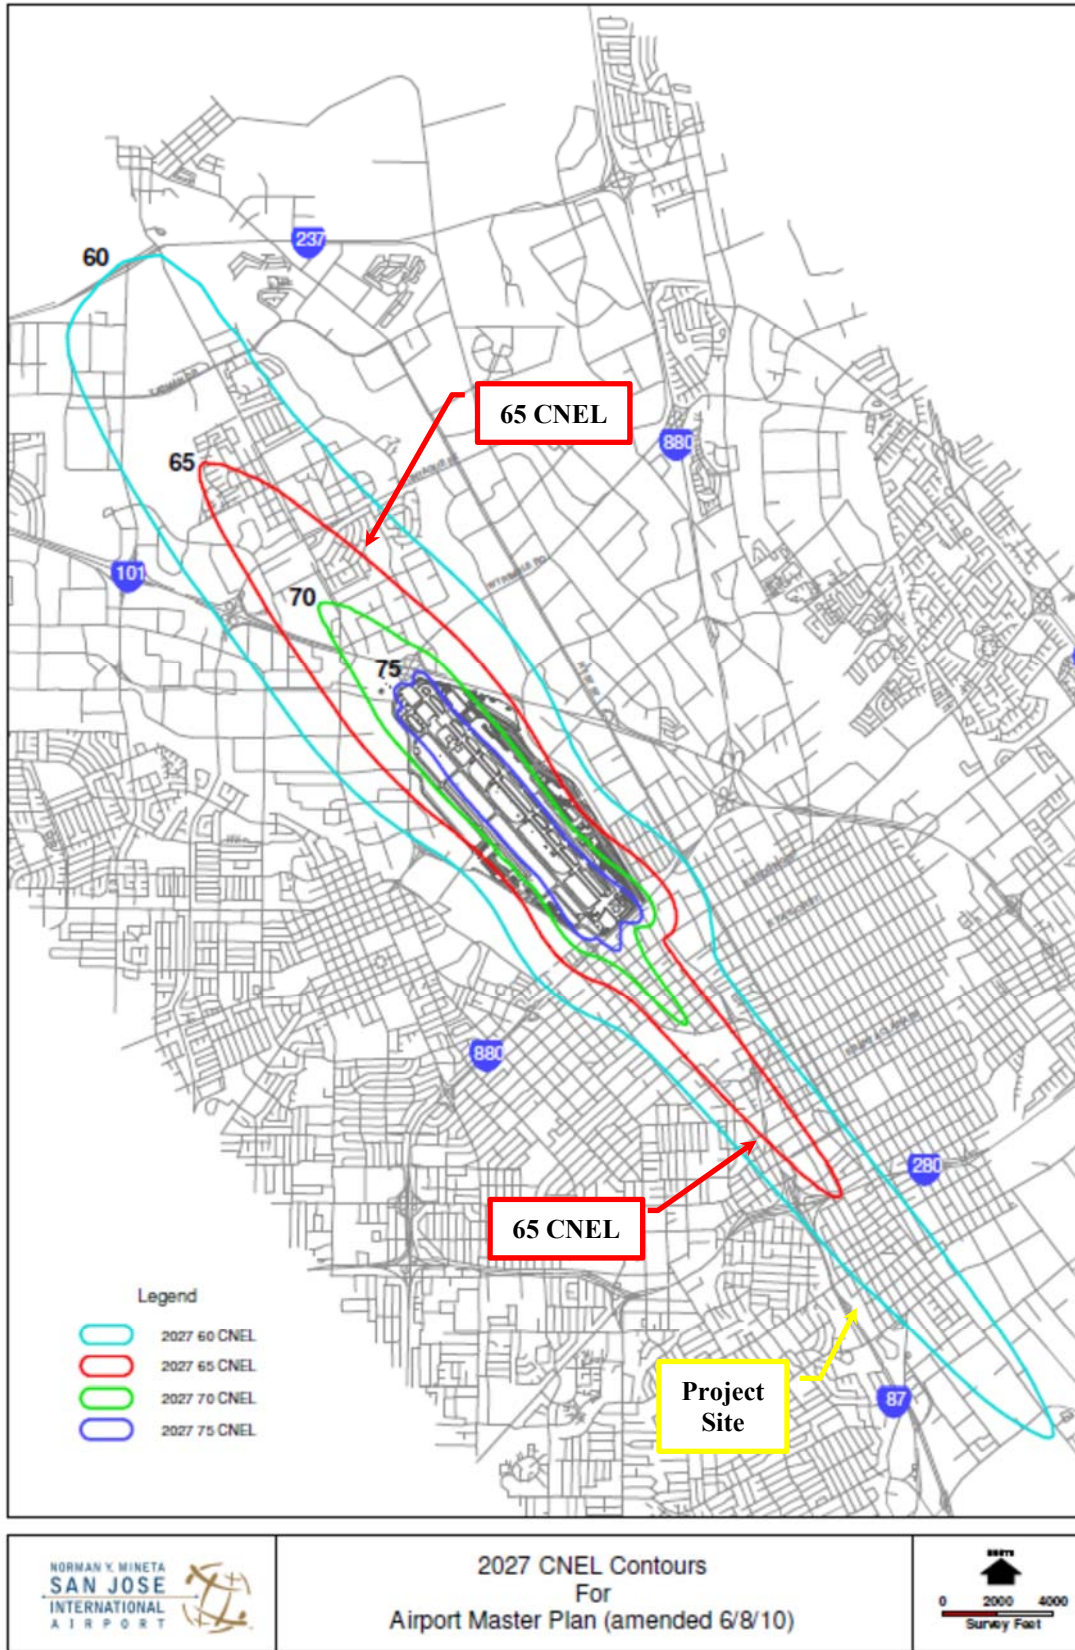 237
60
65 CNEL
880
65
101
70
75
880
280
65 CNEL
Legend
2027 60 CNEL
2027 65 CNEL
2027 70 CNEL
2027 75 CNEL
Project
Site
87
NORMAN Y. MINETA
SAN JOSE
INTERNATIONAL
AIRPORT
2027 CNEL Contours
For
Airport Master Plan (amended 6/8/10)
NORTH
0 2000 4000
Survey Feet